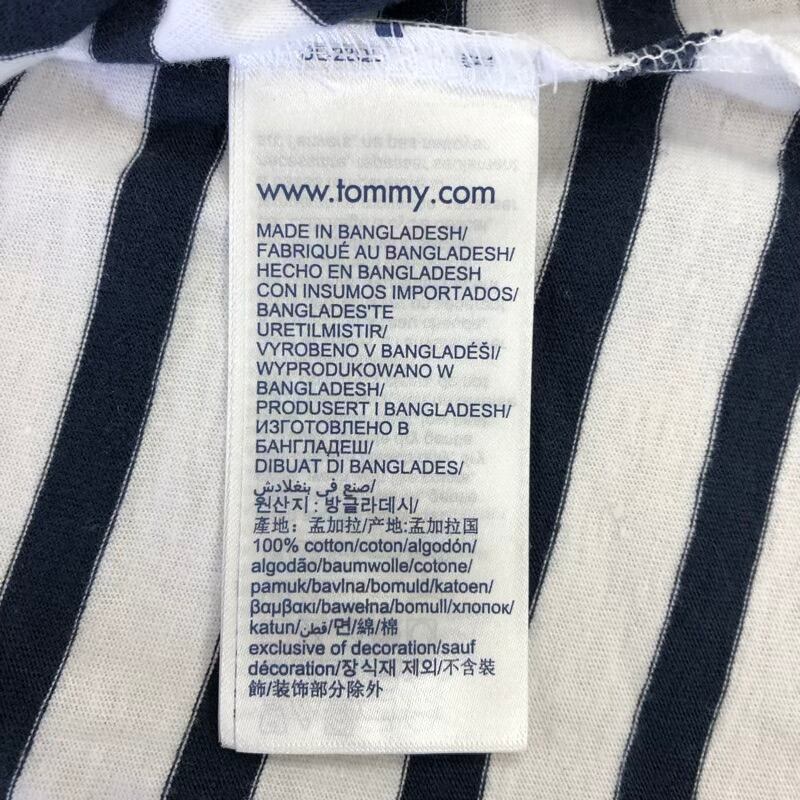 www.tommy.com
MADE IN BANGLADESH/
FABRIQUÉ AU BANGLADESH/
HECHO EN BANGLADESH
CON INSUMOS IMPORTADOS/
BANGLADES'TE
URETILMISTIR/
VYROBENO V BANGLADÉŠI/
WYPRODUKOWANO W
BANGLADESH/
PRODUSERT I BANGLADESH/
ИЗГОТОВЛЕНО В
БАНГЛАДЕШ/
DIBUAT DI BANGLADES/
صنع في بنغلادش/
원산지 : 방글라데시/
產地：孟加拉/产地:孟加拉国
100% cotton/coton/algodón/
algodão/baumwolle/cotone/
pamuk/bavlna/bomuld/katoen/
βαμβακι/bawełna/bomull/хлопок/
katun/قطن/면/綿/棉
exclusive of decoration/sauf
décoration/장식재 제외/不含裝
飾/装饰部分除外